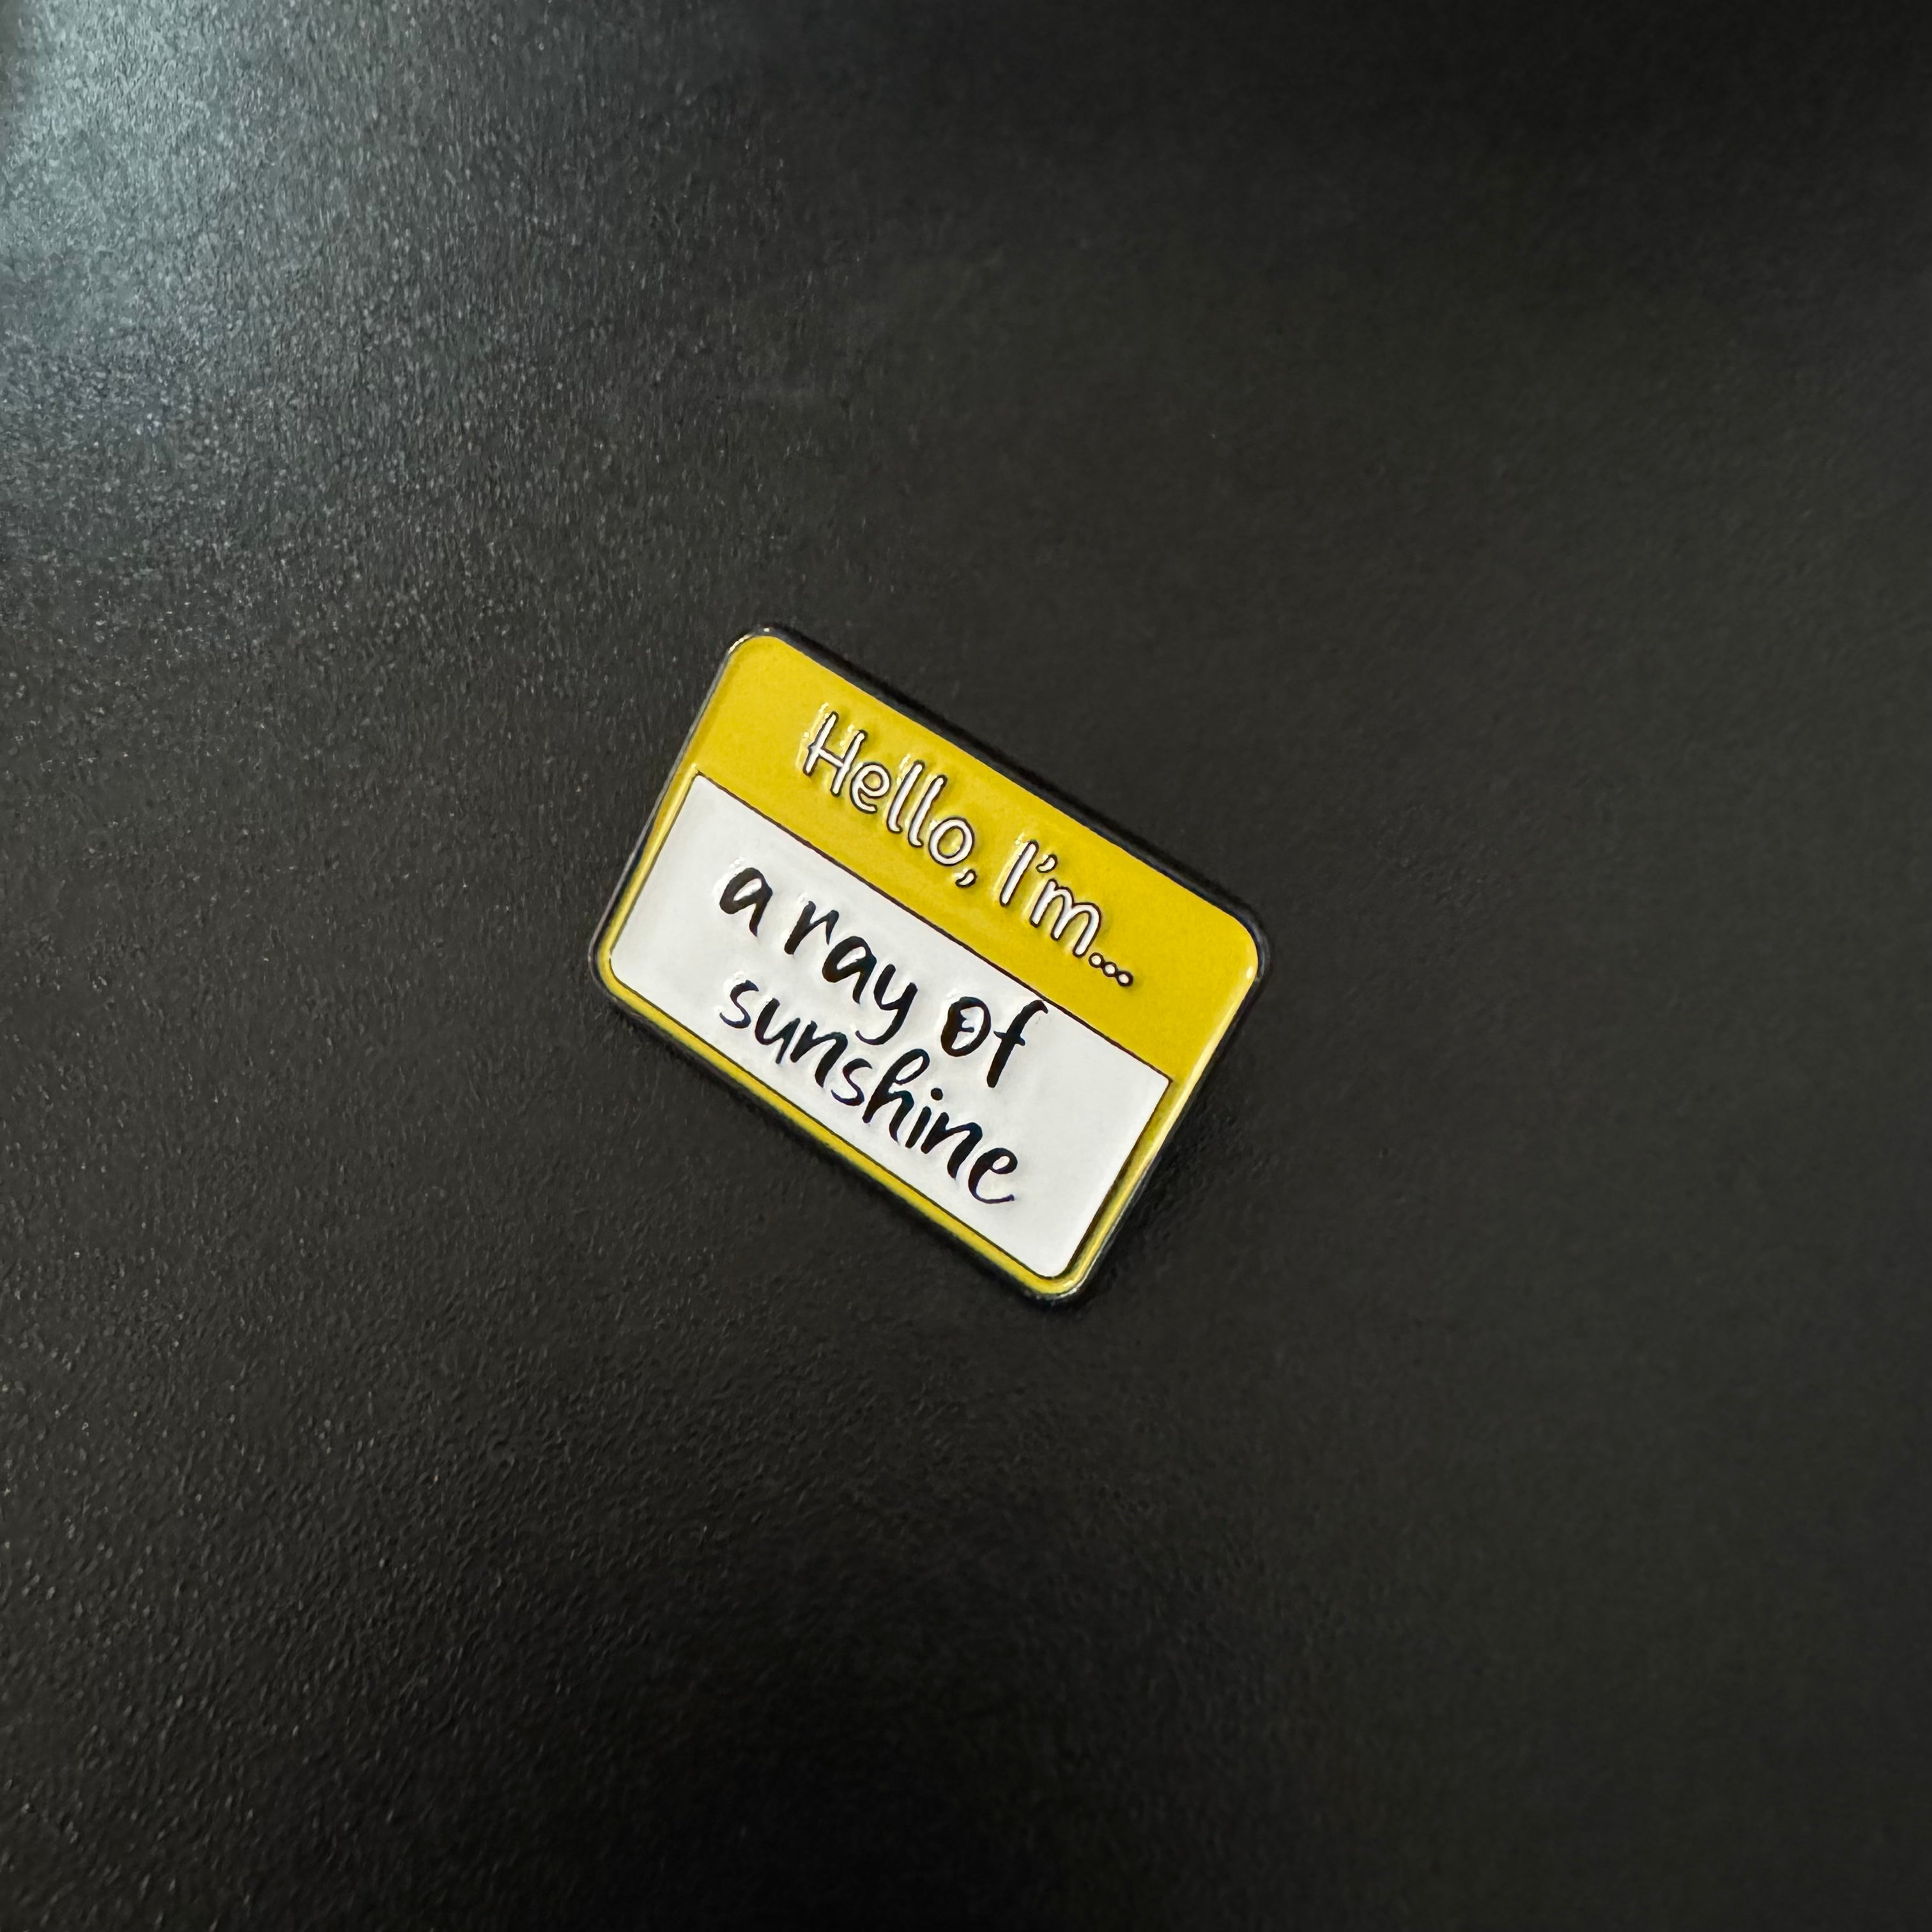 Hello, I'm...
a ray of
sunshine